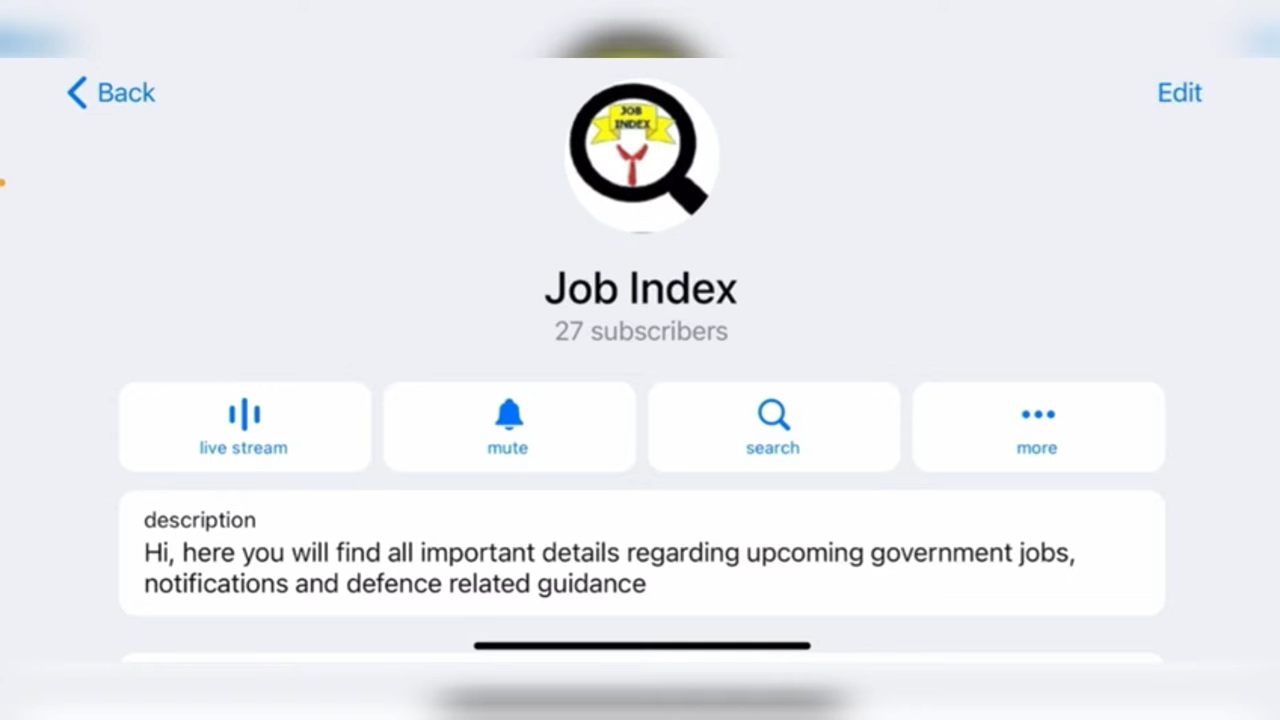 Back
Edit
JOB
INDEX
Job Index
27 subscribers
live stream
mute
search
more
description
Hi, here you will find all important details regarding upcoming government jobs,
notifications and defence related guidance